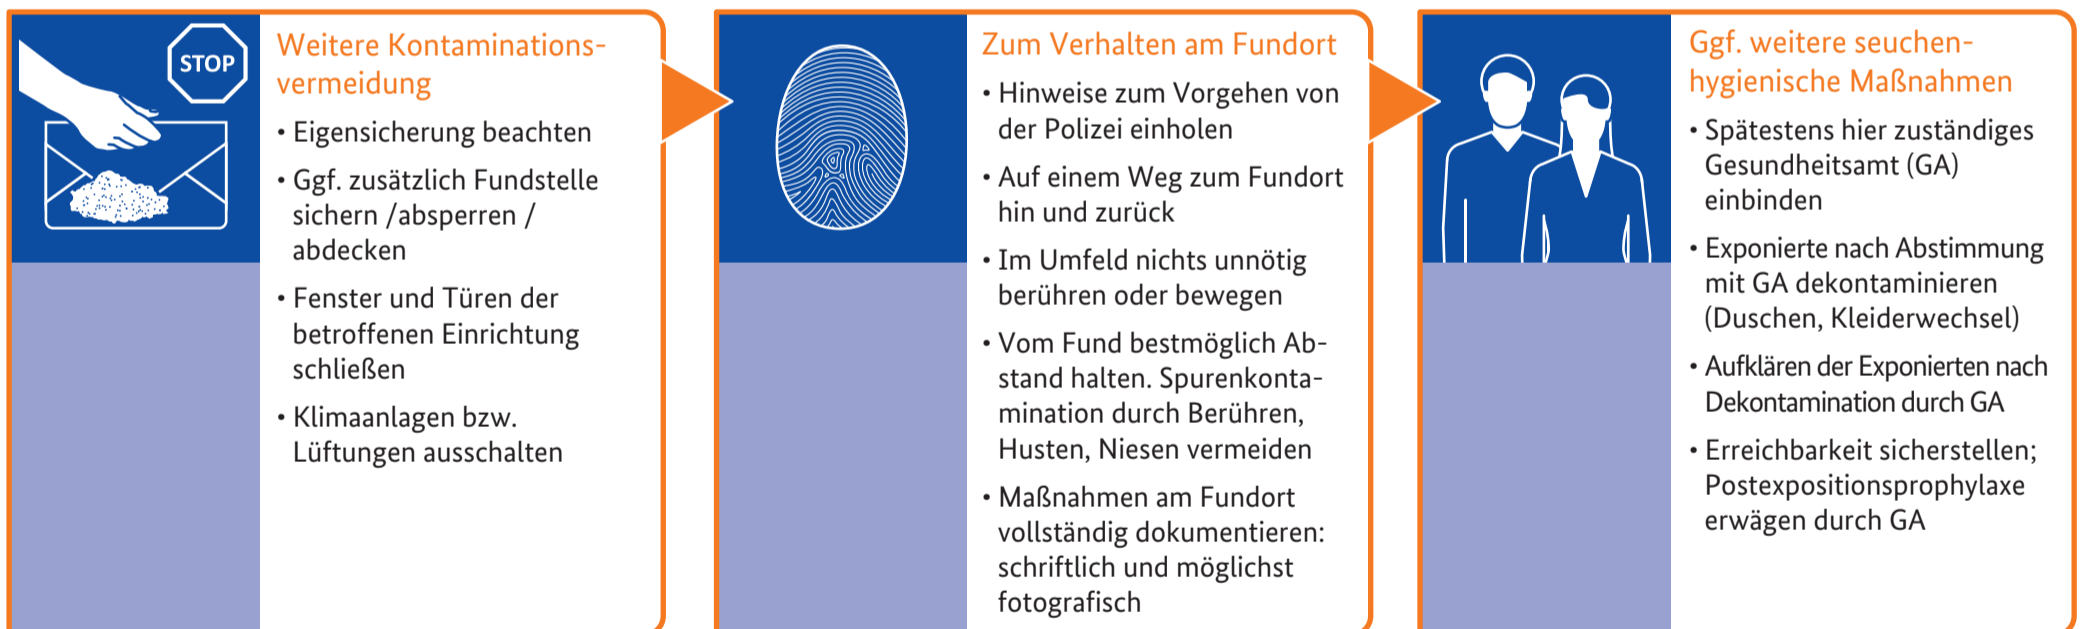 STOP
Weitere Kontaminations-
vermeidung
• Eigensicherung beachten
• Ggf. zusätzlich Fundstelle
sichern /absperren /
abdecken
• Fenster und Türen der
betroffenen Einrichtung
schließen
• Klimaanlagen bzw.
Lüftungen ausschalten
Zum Verhalten am Fundort
• Hinweise zum Vorgehen von
der Polizei einholen
• Auf einem Weg zum Fundort
hin und zurück
• Im Umfeld nichts unnötig
berühren oder bewegen
• Vom Fund bestmöglich Ab-
stand halten. Spurenkonta-
mination durch Berühren,
Husten, Niesen vermeiden
• Maßnahmen am Fundort
vollständig dokumentieren:
schriftlich und möglichst
fotografisch
Ggf. weitere seuchen-
hygienische Maßnahmen
• Spätestens hier zuständiges
Gesundheitsamt (GA)
einbinden
• Exponierte nach Abstimmung
mit GA dekontaminieren
(Duschen, Kleiderwechsel)
• Aufklären der Exponierten nach
Dekontamination durch GA
• Erreichbarkeit sicherstellen;
Postexpositionsprophylaxe
erwägen durch GA